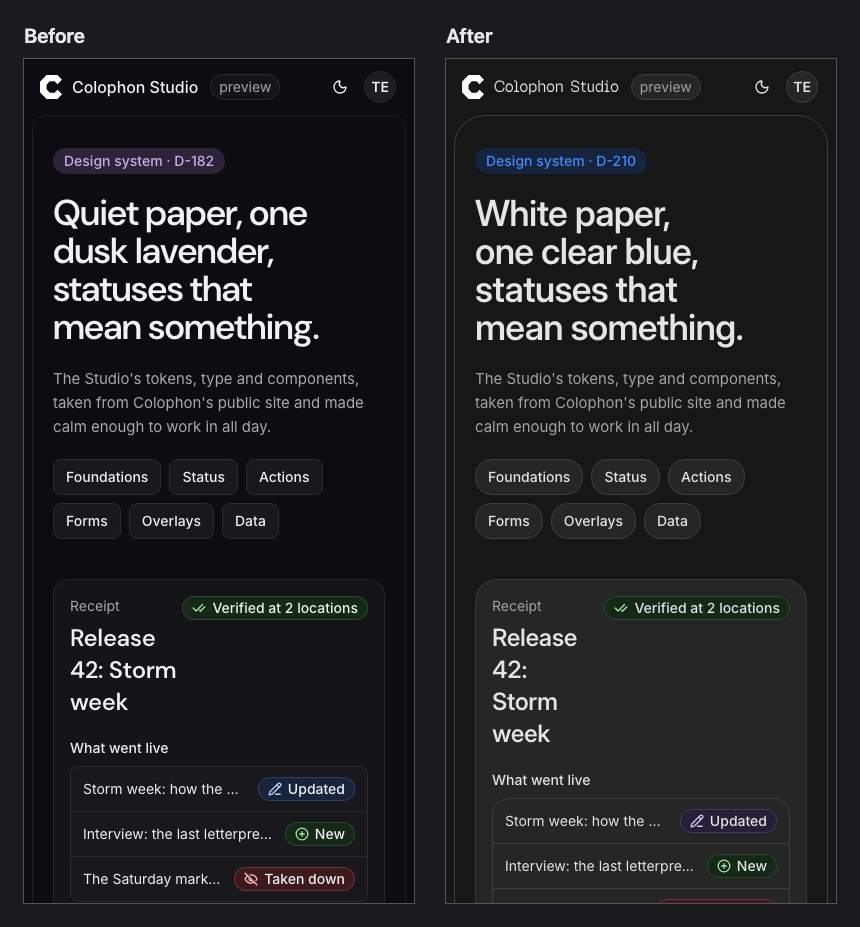 Before
Colophon Studio preview TE
Design system · D-182
Quiet paper, one
dusk lavender,
statuses that
mean something.
The Studio's tokens, type and components,
taken from Colophon's public site and made
calm enough to work in all day.
Foundations Status Actions
Forms Overlays Data
Receipt Verified at 2 locations
Release
42: Storm
week
What went live
Storm week: how the ... Updated
Interview: the last letterpre... New
The Saturday mark... Taken down
After
Colophon Studio preview TE
Design system · D-210
White paper,
one clear blue,
statuses that
mean something.
The Studio's tokens, type and components,
taken from Colophon's public site and made
calm enough to work in all day.
Foundations Status Actions
Forms Overlays Data
Receipt Verified at 2 locations
Release
42:
Storm
week
What went live
Storm week: how the ... Updated
Interview: the last letterpre... New